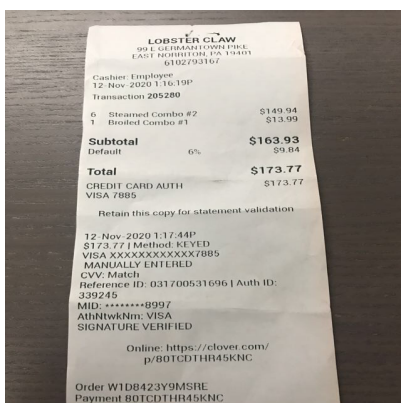 LOBSTER CLAW
99 E GERMANTOWN PIKE
EAST NORRITON, PA 19401
6102793167
Cashier: Employee
12-Nov-2020 1:16:19P
Transaction 205280
6 Steamed Combo #2 $149.94
1 Broiled Combo #1 $13.99
Subtotal $163.93
Default 6% $9.84
Total $173.77
CREDIT CARD AUTH $173.77
VISA 7885
Retain this copy for statement validation
12-Nov-2020 1:17:44P
$173.77 | Method: KEYED
VISA XXXXXXXXXXXX7885
MANUALLY ENTERED
CVV: Match
Reference ID: 031700531696 | Auth ID:
339245
MID: ********8997
AthNtwkNm: VISA
SIGNATURE VERIFIED
Online: https://clover.com/
p/80TCDTHR45KNC
Order W1D8423Y9MSRE
Payment 80TCDTHR45KNC